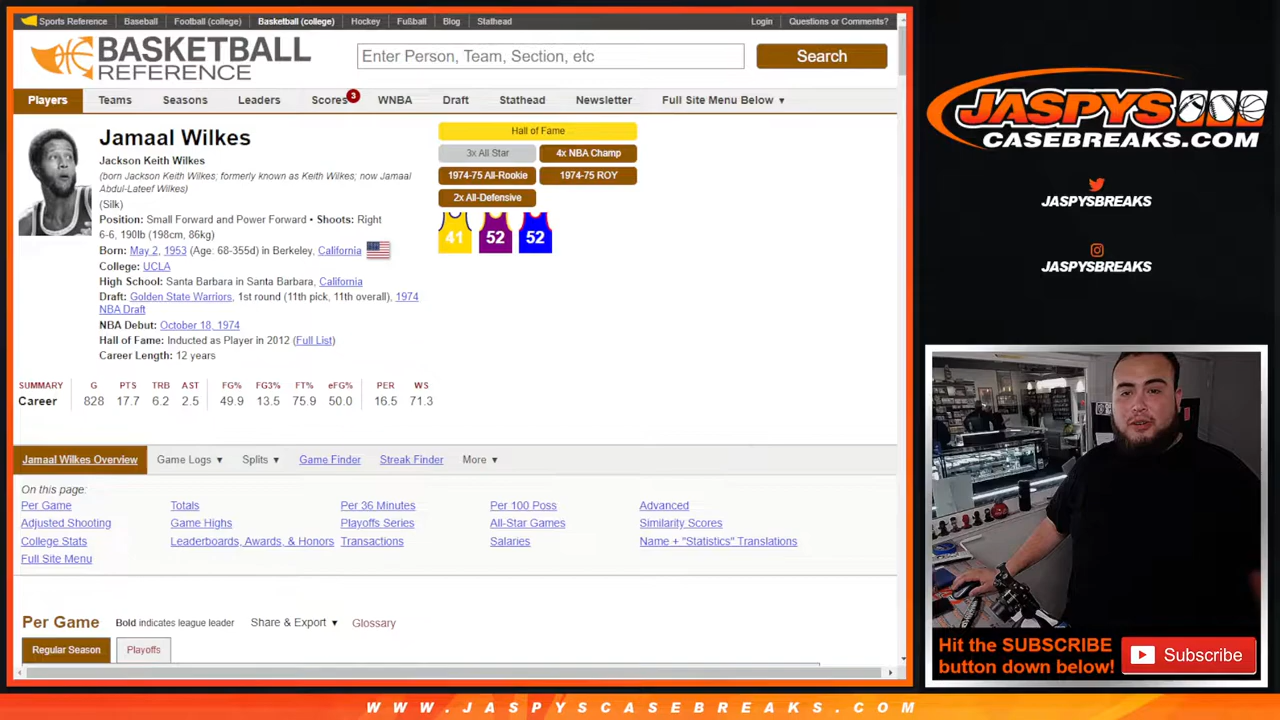 Sports Reference Baseball Football (college) Basketball (college) Hockey Fußball Blog Stathead Login Questions or Comments?
BASKETBALL
REFERENCE
Enter Person, Team, Section, etc
Search
Players Teams Seasons Leaders Scores 3 WNBA Draft Stathead Newsletter Full Site Menu Below ▼
Jamaal Wilkes
Jackson Keith Wilkes
(born Jackson Keith Wilkes; formerly known as Keith Wilkes; now Jamaal
Abdul-Lateef Wilkes)
(Silk)
Position: Small Forward and Power Forward • Shoots: Right
6-6, 190lb (198cm, 86kg)
Born: May 2, 1953 (Age: 68-355d) in Berkeley, California
College: UCLA
High School: Santa Barbara in Santa Barbara, California
Draft: Golden State Warriors, 1st round (11th pick, 11th overall), 1974
NBA Draft
NBA Debut: October 18, 1974
Hall of Fame: Inducted as Player in 2012 (Full List)
Career Length: 12 years
Hall of Fame
3x All Star 4x NBA Champ
1974-75 All-Rookie 1974-75 ROY
2x All-Defensive
41 52 52
SUMMARY G PTS TRB AST FG% FG3% FT% eFG% PER WS
Career 828 17.7 6.2 2.5 49.9 13.5 75.9 50.0 16.5 71.3
Jamaal Wilkes Overview Game Logs ▼ Splits ▼ Game Finder Streak Finder More ▼
On this page:
Per Game Totals Per 36 Minutes Per 100 Poss Advanced
Adjusted Shooting Game Highs Playoffs Series All-Star Games Similarity Scores
College Stats Leaderboards, Awards, & Honors Transactions Salaries Name + "Statistics" Translations
Full Site Menu
Per Game Bold indicates league leader Share & Export ▼ Glossary
Regular Season Playoffs
JASPYS
CASEBREAKS.COM
JASPYSBREAKS
JASPYSBREAKS
Hit the SUBSCRIBE
button down below!
Subscribe
WWW.JASPYSCASEBREAKS.COM